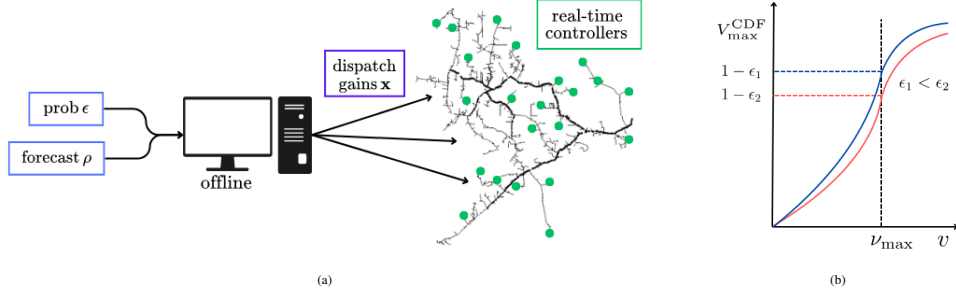 prob ϵ
forecast ρ
offline
dispatch
gains x
real-time
controllers
(a)
V_max^CDF
1 − ϵ₁
1 − ϵ₂
ϵ₁ < ϵ₂
ν_max
v
(b)